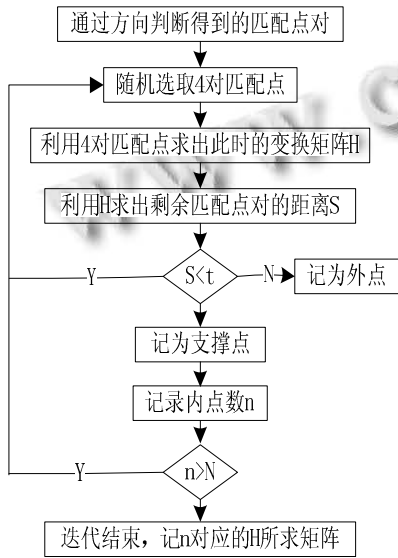 通过方向判断得到的匹配点对
随机选取4对匹配点
利用4对匹配点求出此时的变换矩阵H
利用H求出剩余匹配点对的距离S
Y
S<t
N
记为外点
记为支撑点
记录内点数n
Y
n>N
迭代结束，记n对应的H所求矩阵
www.c